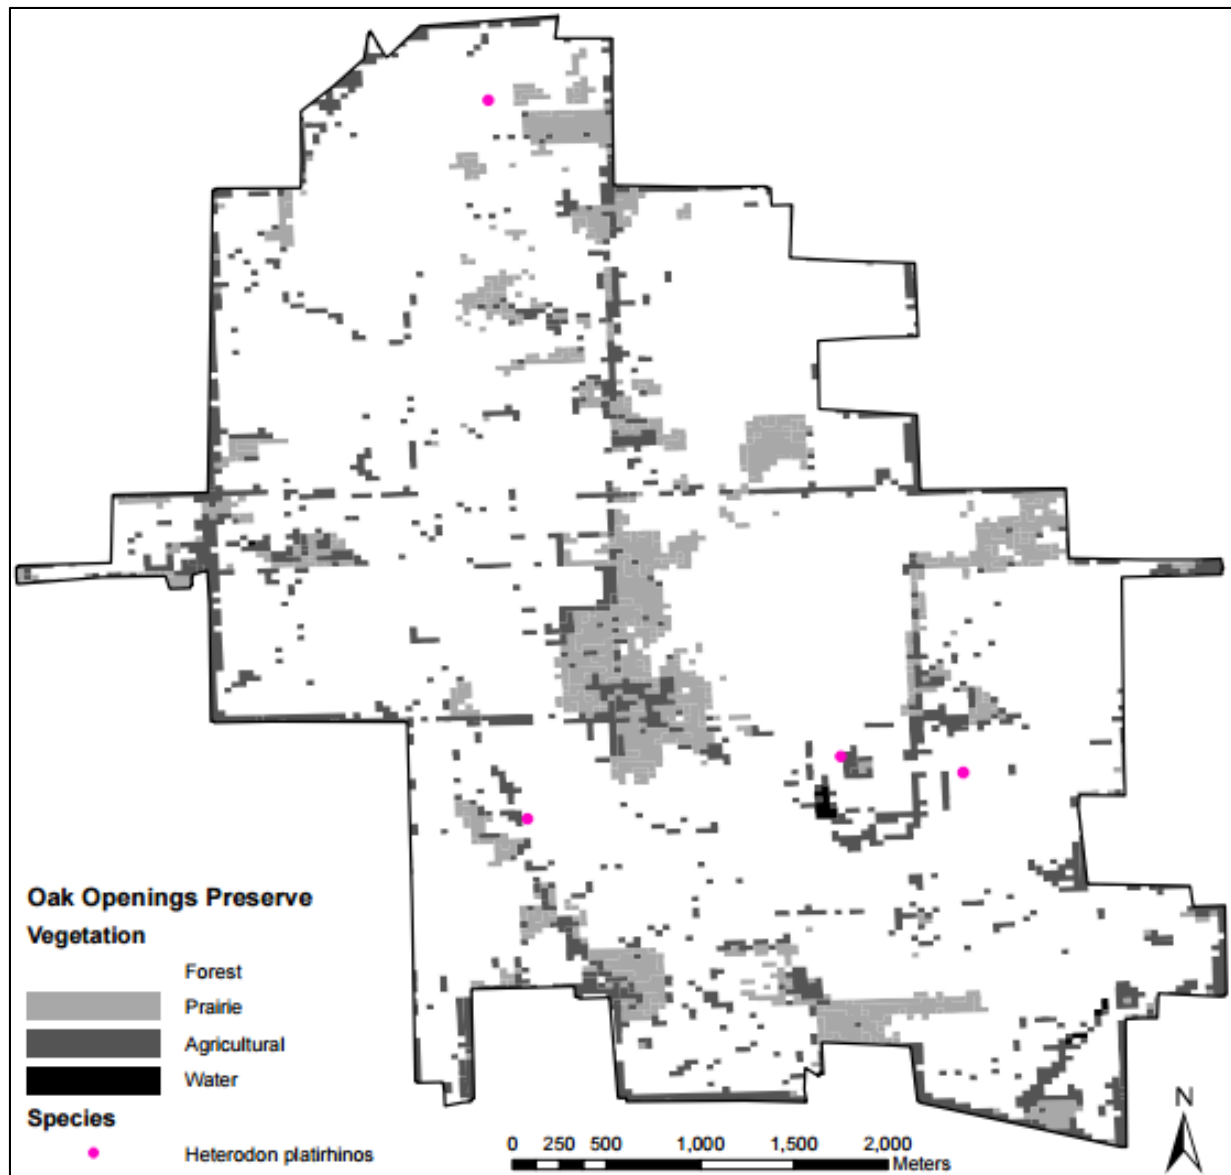 Oak Openings Preserve
Vegetation
Forest
Prairie
Agricultural
Water
Species
Heterodon platirhinos
0 250 500 1,000 1,500 2,000
Meters
N